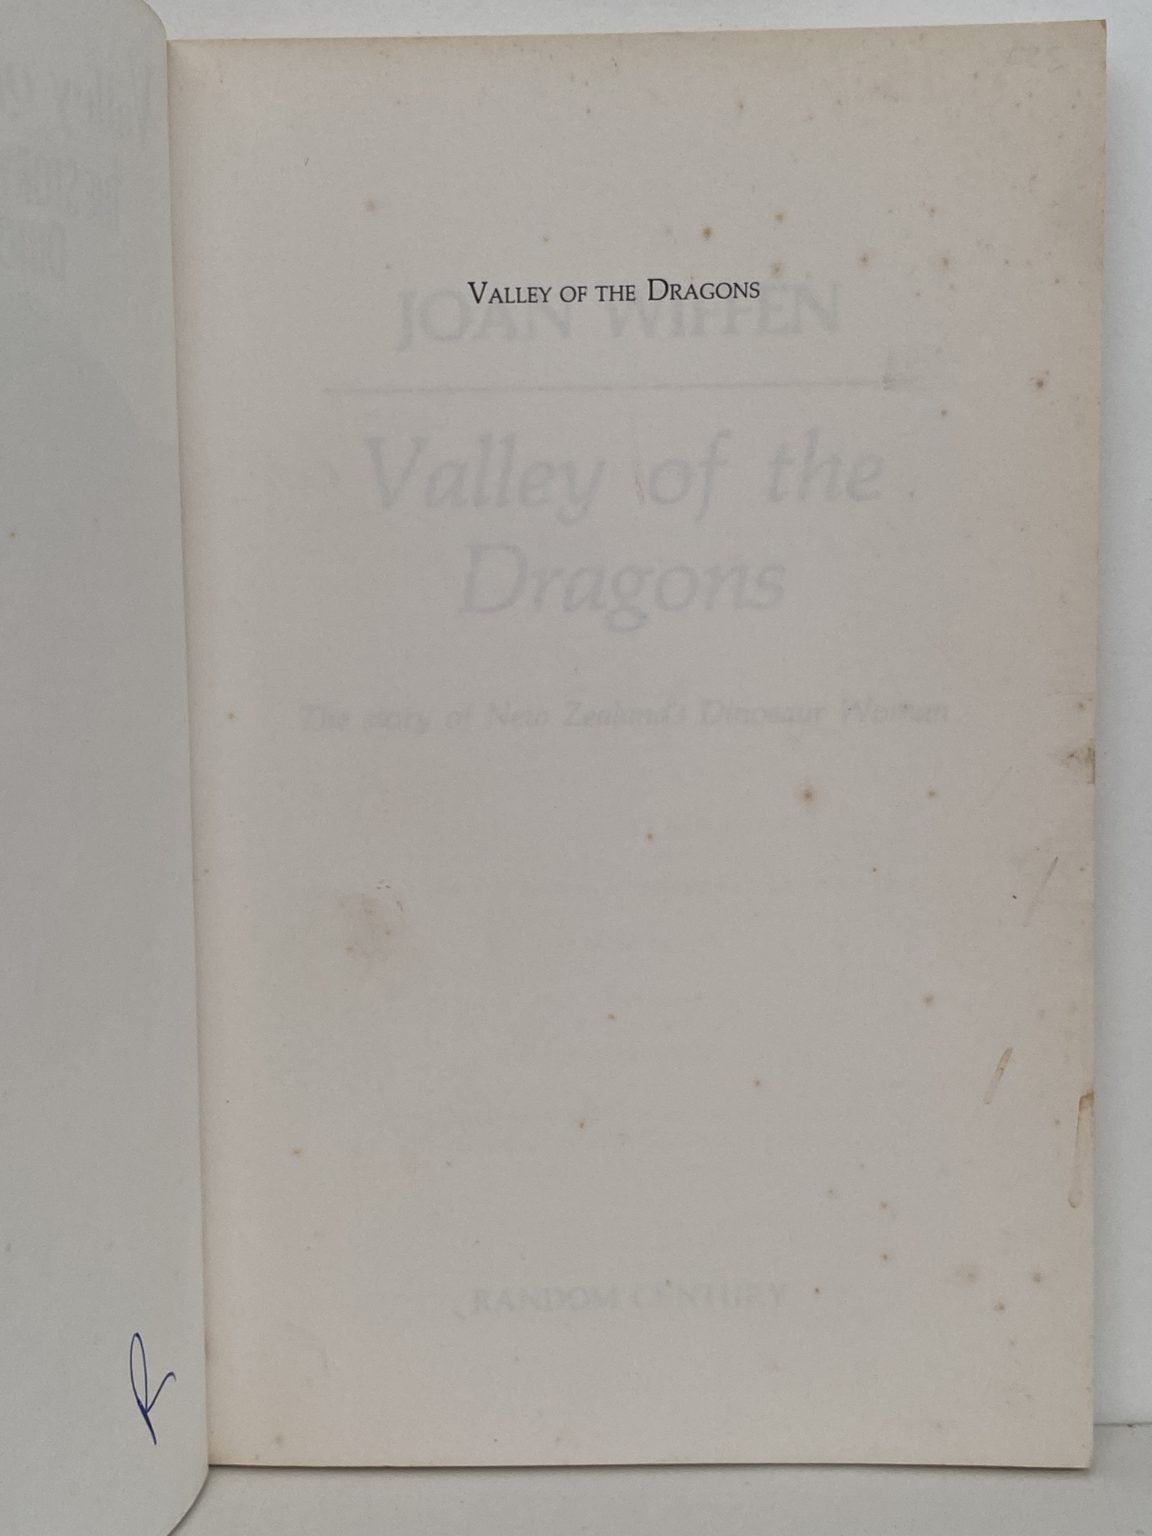 VALLEY OF THE DRAGONS
JOAN WIFFEN
Valley of the
Dragons
The story of New Zealand's Dinosaur Woman
RANDOM CENTURY